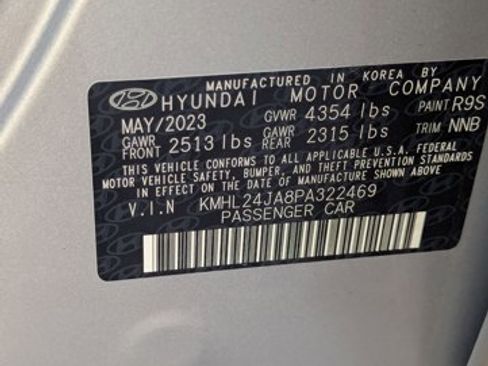 MANUFACTURED IN KOREA BY
HYUNDAI MOTOR COMPANY
MAY/2023 GVWR 4354 lbs PAINT R9S
GAWR FRONT 2513 lbs GAWR REAR 2315 lbs TRIM NNB
THIS VEHICLE CONFORMS TO ALL APPLICABLE U.S.A. FEDERAL
MOTOR VEHICLE SAFETY, BUMPER, AND THEFT PREVENTION STANDARDS
IN EFFECT ON THE DATE OF MANUFACTURE SHOWN ABOVE.
V.I.N KMHL24JA8PA322469
PASSENGER CAR